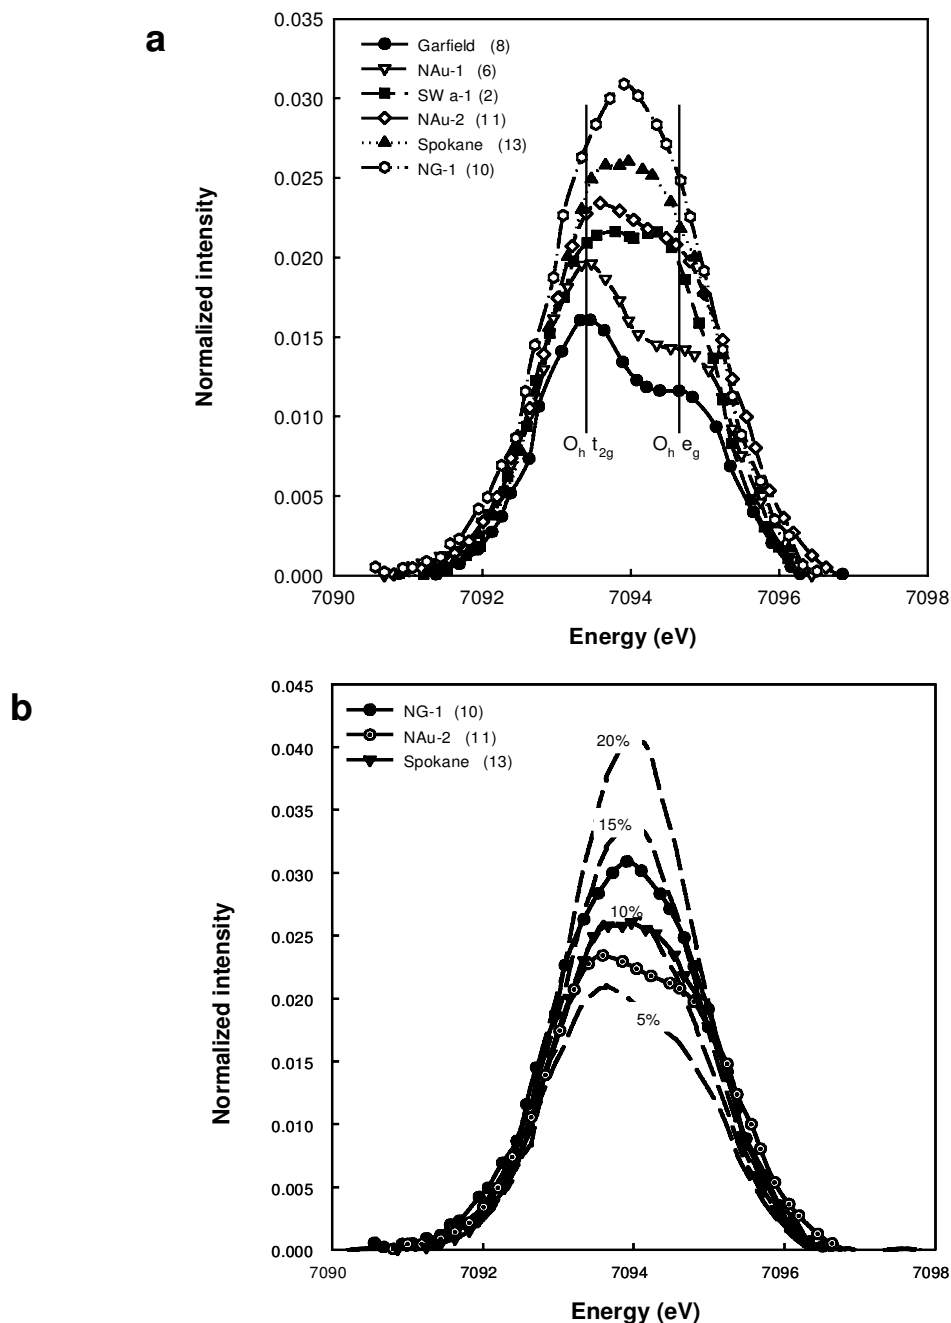 a
0.035
0.030
0.025
0.020
0.015
0.010
0.005
0.000
Normalized intensity
Garfield (8)
NAu-1 (6)
SW a-1 (2)
NAu-2 (11)
Spokane (13)
NG-1 (10)
Oh t2g
Oh eg
7090
7092
7094
7096
7098
Energy (eV)
b
0.045
0.040
0.035
0.030
0.025
0.020
0.015
0.010
0.005
0.000
Normalized intensity
NG-1 (10)
NAu-2 (11)
Spokane (13)
20%
15%
10%
5%
7090
7092
7094
7096
7098
Energy (eV)